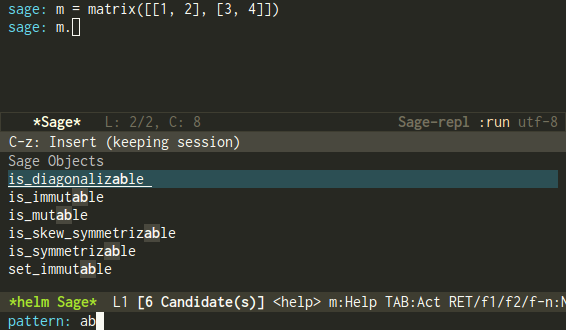 sage: m = matrix([[1, 2], [3, 4]])
sage: m.
*Sage* L: 2/2, C: 8 Sage-repl :run utf-8
C-z: Insert (keeping session)
Sage Objects
is_diagonalizable
is_immutable
is_mutable
is_skew_symmetrizable
is_symmetrizable
set_immutable
*helm Sage* L1 [6 Candidate(s)] <help> m:Help TAB:Act RET/f1/f2/f-n:N
pattern: ab